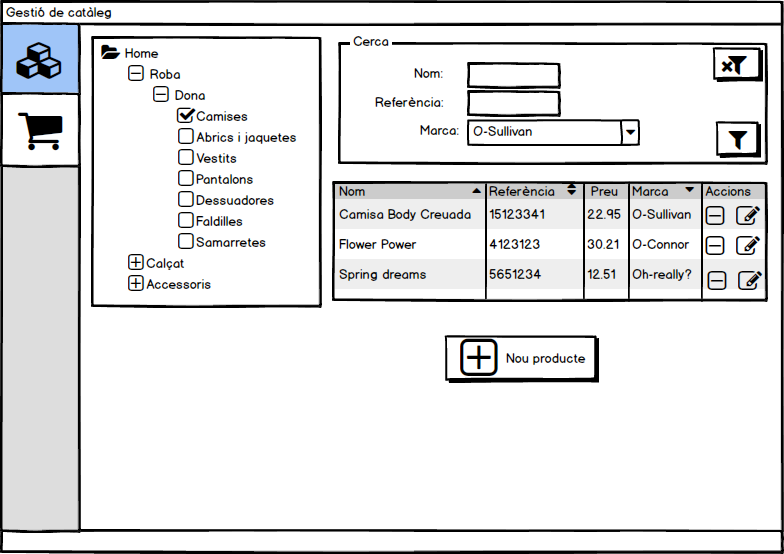 Gestió de catàleg
Home
Roba
Dona
Camises
Abrics i jaquetes
Vestits
Pantalons
Dessuadores
Faldilles
Samarretes
Calçat
Accessoris
Cerca
Nom:
Referència:
Marca: O-Sullivan
Nom Referència Preu Marca Accions
Camisa Body Creuada 15123341 22.95 O-Sullivan
Flower Power 4123123 30.21 O-Connor
Spring dreams 5651234 12.51 Oh-really?
Nou producte